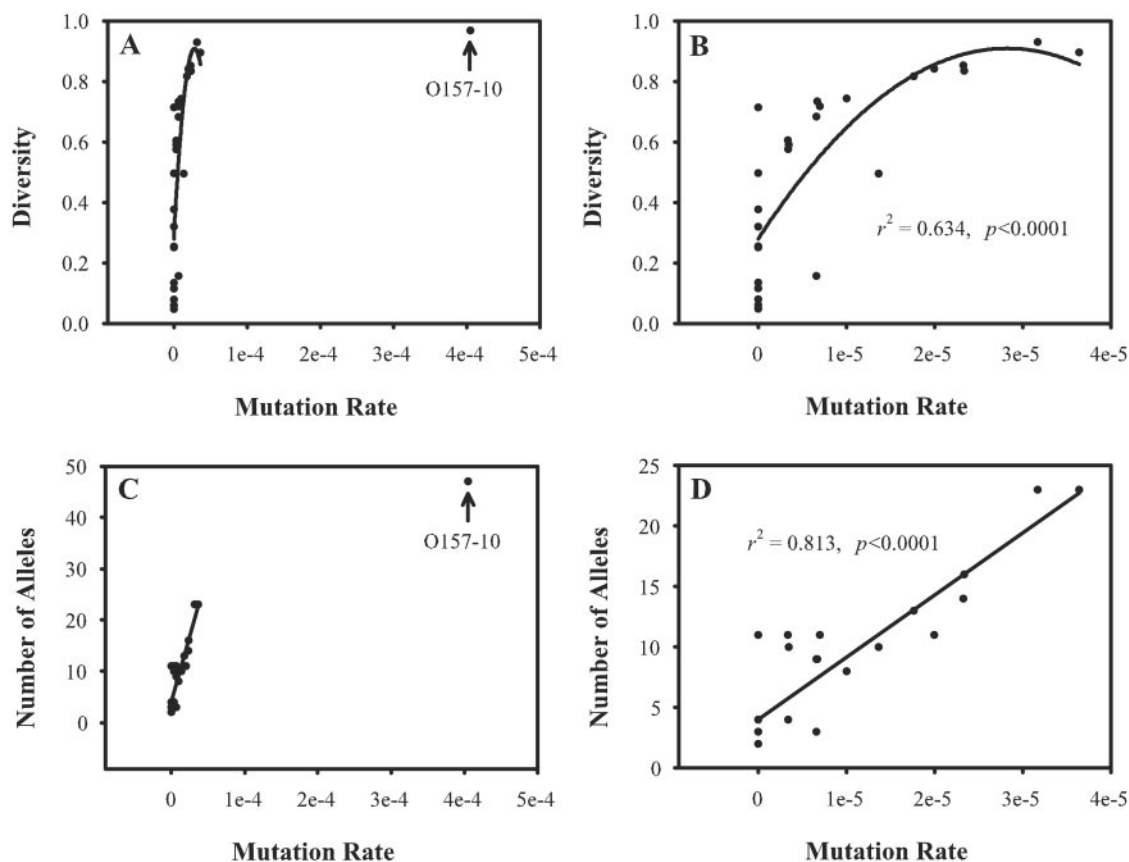 A
1.0
0.8
0.6
0.4
0.2
0.0
Diversity
O157-10
0
1e-4
2e-4
3e-4
4e-4
5e-4
Mutation Rate
B
1.0
0.8
0.6
0.4
0.2
0.0
Diversity
r² = 0.634, p<0.0001
0
1e-5
2e-5
3e-5
4e-5
Mutation Rate
C
50
40
30
20
10
0
Number of Alleles
O157-10
0
1e-4
2e-4
3e-4
4e-4
5e-4
Mutation Rate
D
25
20
15
10
5
0
Number of Alleles
r² = 0.813, p<0.0001
0
1e-5
2e-5
3e-5
4e-5
Mutation Rate